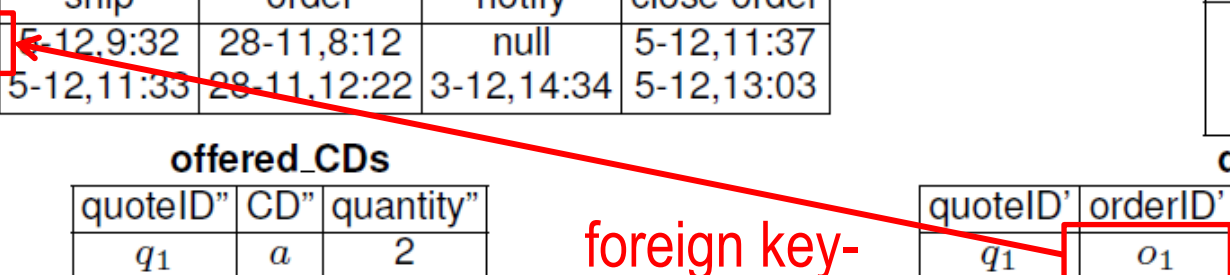 ship order notify close order
5-12,9:32 28-11,8:12 null 5-12,11:37
5-12,11:33 28-11,12:22 3-12,14:34 5-12,13:03
offered_CDs
quoteID” CD” quantity” quoteID’ orderID’
q1 a 2 foreign key- q1 o1